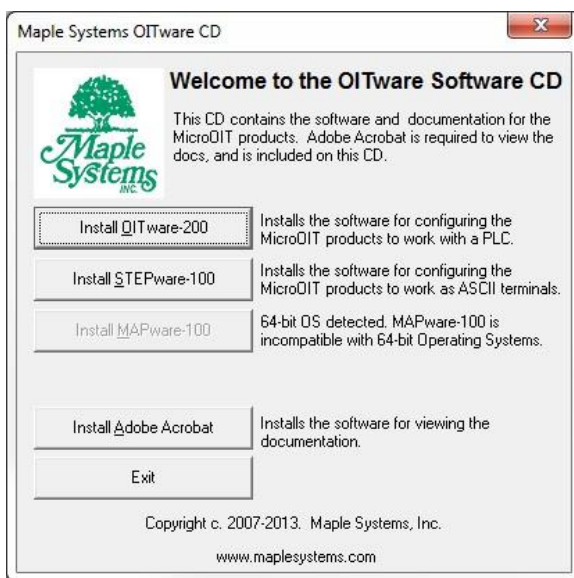 Maple Systems OITware CD
Maple
Systems
INC.
Welcome to the OITware Software CD
This CD contains the software and documentation for the
MicroOIT products. Adobe Acrobat is required to view the
docs, and is included on this CD.
Install OITware-200
Installs the software for configuring the
MicroOIT products to work with a PLC.
Install STEPware-100
Installs the software for configuring the
MicroOIT products to work as ASCII terminals.
Install MAPware-100
64-bit OS detected. MAPware-100 is
incompatible with 64-bit Operating Systems.
Install Adobe Acrobat
Installs the software for viewing the
documentation.
Exit
Copyright c. 2007-2013. Maple Systems, Inc.
www.maplesystems.com